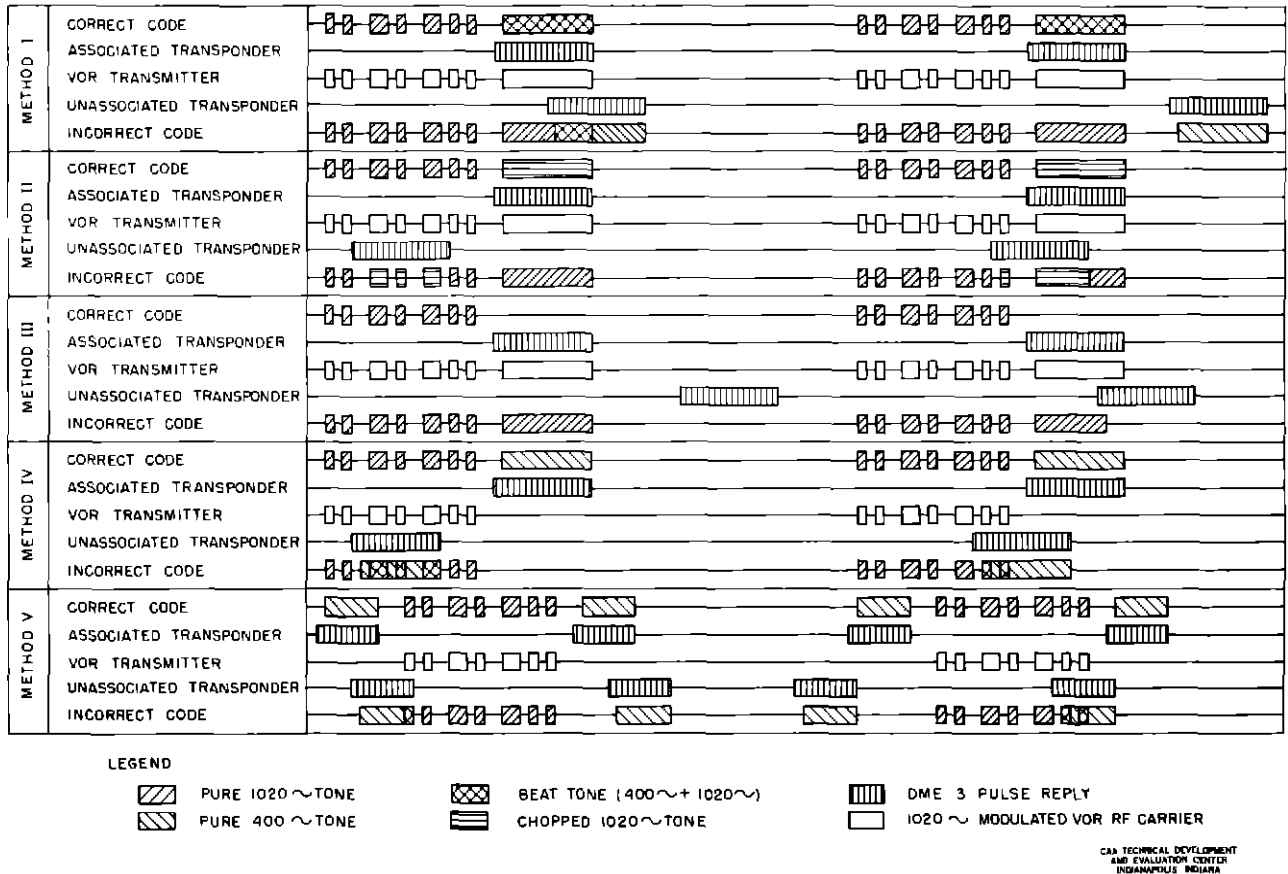 METHOD I
CORRECT CODE
ASSOCIATED TRANSPONDER
VOR TRANSMITTER
UNASSOCIATED TRANSPONDER
INCORRECT CODE
METHOD II
CORRECT CODE
ASSOCIATED TRANSPONDER
VOR TRANSMITTER
UNASSOCIATED TRANSPONDER
INCORRECT CODE
METHOD III
CORRECT CODE
ASSOCIATED TRANSPONDER
VOR TRANSMITTER
UNASSOCIATED TRANSPONDER
INCORRECT CODE
METHOD IV
CORRECT CODE
ASSOCIATED TRANSPONDER
VOR TRANSMITTER
UNASSOCIATED TRANSPONDER
INCORRECT CODE
METHOD V
CORRECT CODE
ASSOCIATED TRANSPONDER
VOR TRANSMITTER
UNASSOCIATED TRANSPONDER
INCORRECT CODE
LEGEND
PURE 1020 ~ TONE
PURE 400 ~ TONE
BEAT TONE (400 ~ + 1020 ~)
CHOPPED 1020 ~ TONE
DME 3 PULSE REPLY
1020 ~ MODULATED VOR RF CARRIER
CAA TECHNICAL DEVELOPMENT
AND EVALUATION CENTER
INDIANAPOLIS INDIANA